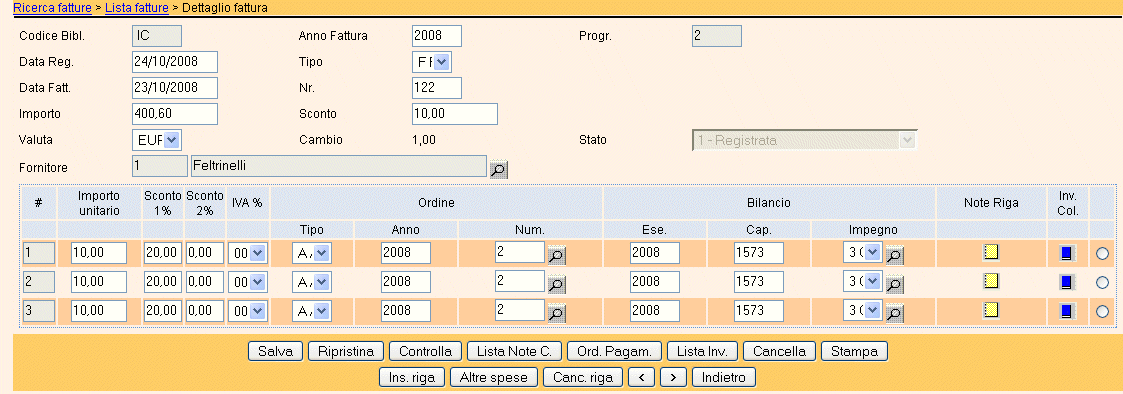 Ricerca fatture > Lista fatture > Dettaglio fattura
Codice Bibl. IC Anno Fattura 2008 Progr. 2
Data Reg. 24/10/2008 Tipo F F
Data Fatt. 23/10/2008 Nr. 122
Importo 400,60 Sconto 10,00
Valuta EUF Cambio 1,00 Stato 1 - Registrata
Fornitore 1 Feltrinelli
# Importo unitario Sconto 1% Sconto 2% IVA % Ordine Bilancio Note Riga Inv. Col.
Tipo Anno Num. Ese. Cap. Impegno
1 10,00 20,00 0,00 00 A, 2008 2 2008 1573 3 (
2 10,00 20,00 0,00 00 A, 2008 2 2008 1573 3 (
3 10,00 20,00 0,00 00 A, 2008 2 2008 1573 3 (
Salva Ripristina Controlla Lista Note C. Ord. Pagam. Lista Inv. Cancella Stampa
Ins. riga Altre spese Canc. riga < > Indietro